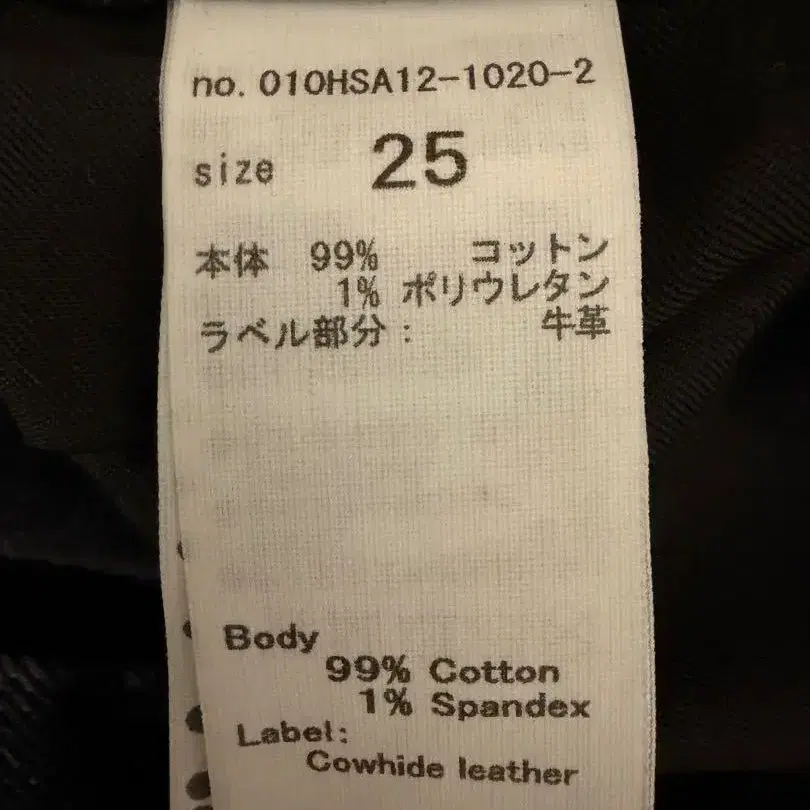 no. 010HSA12-1020-2
size 25
本体 99% コットン
1% ポリウレタン
ラベル部分: 牛革
Body
99% Cotton
1% Spandex
Label:
Cowhide leather